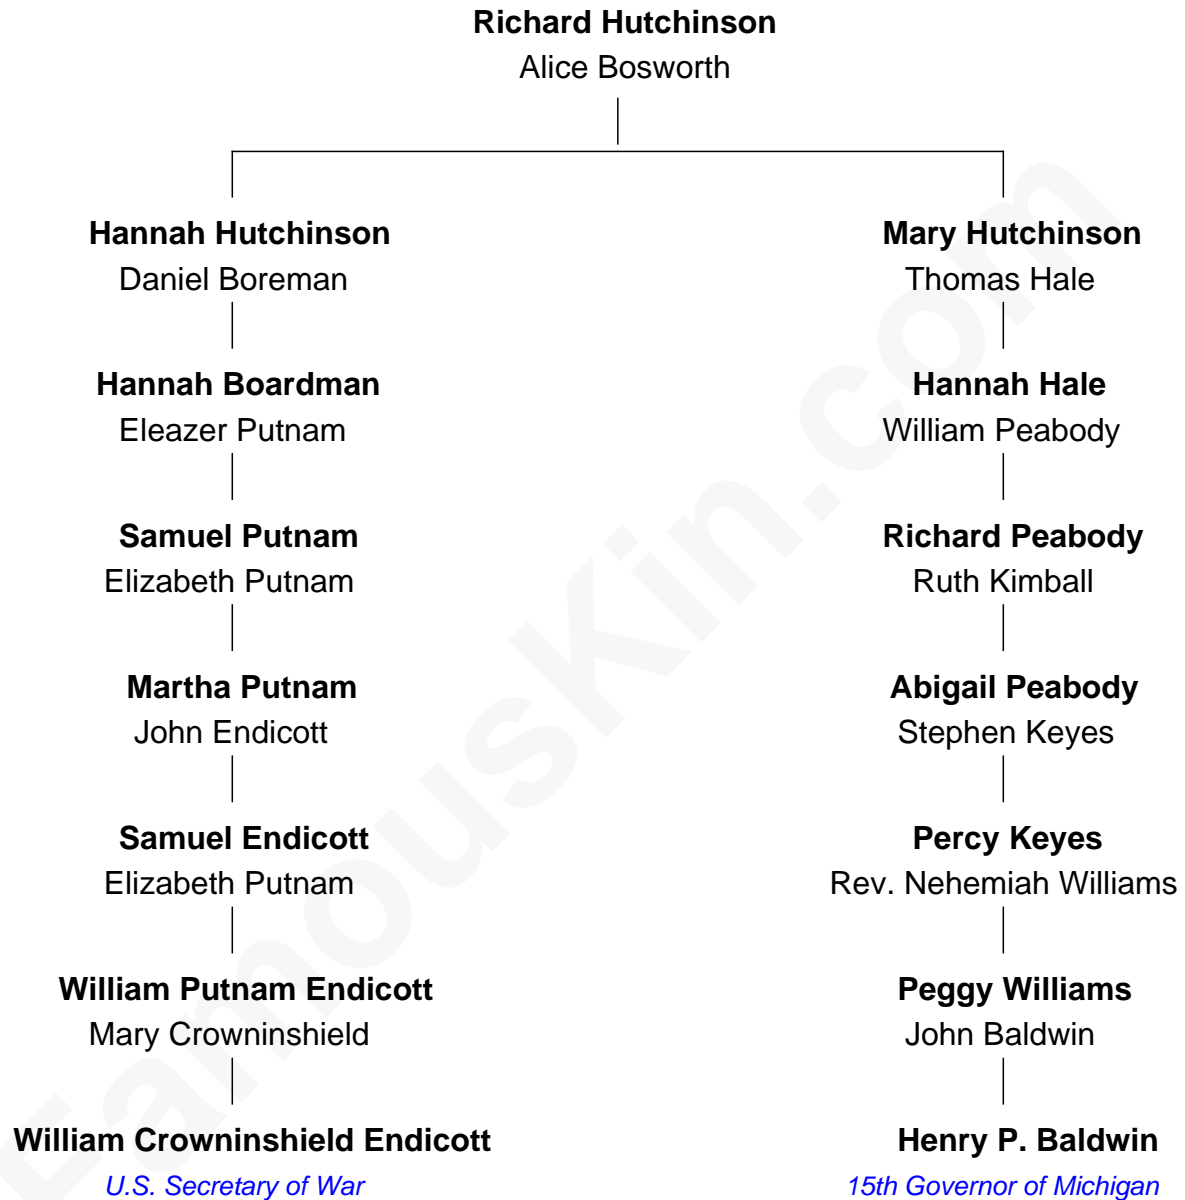 Richard Hutchinson
Alice Bosworth
Hannah Hutchinson
Daniel Boreman
Mary Hutchinson
Thomas Hale
Hannah Boardman
Eleazer Putnam
Hannah Hale
William Peabody
Samuel Putnam
Elizabeth Putnam
Richard Peabody
Ruth Kimball
Martha Putnam
John Endicott
Abigail Peabody
Stephen Keyes
Samuel Endicott
Elizabeth Putnam
Percy Keyes
Rev. Nehemiah Williams
William Putnam Endicott
Mary Crowninshield
Peggy Williams
John Baldwin
William Crowninshield Endicott
U.S. Secretary of War
Henry P. Baldwin
15th Governor of Michigan
FamousKin.com